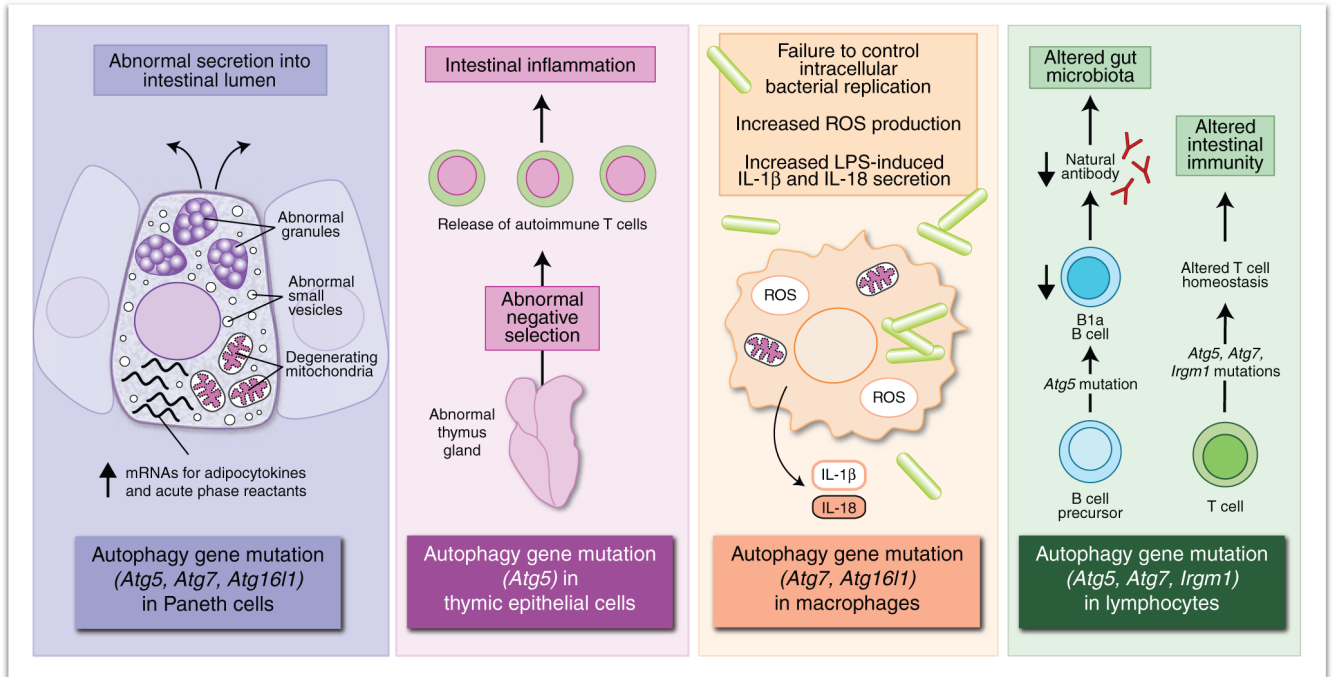 Abnormal secretion into
intestinal lumen
Abnormal
granules
Abnormal
small
vesicles
Degenerating
mitochondria
mRNAs for adipocytokines
and acute phase reactants
Autophagy gene mutation
(Atg5, Atg7, Atg16l1)
in Paneth cells
Intestinal inflammation
Release of autoimmune T cells
Abnormal
negative
selection
Abnormal
thymus
gland
Autophagy gene mutation
(Atg5) in
thymic epithelial cells
Failure to control
intracellular
bacterial replication
Increased ROS production
Increased LPS-induced
IL-1β and IL-18 secretion
ROS
ROS
IL-1β
IL-18
Autophagy gene mutation
(Atg7, Atg16l1)
in macrophages
Altered gut
microbiota
Natural
antibody
B1a
B cell
Atg5 mutation
B cell
precursor
Altered
intestinal
immunity
Altered T cell
homeostasis
Atg5, Atg7,
Irgm1 mutations
T cell
Autophagy gene mutation
(Atg5, Atg7, Irgm1)
in lymphocytes